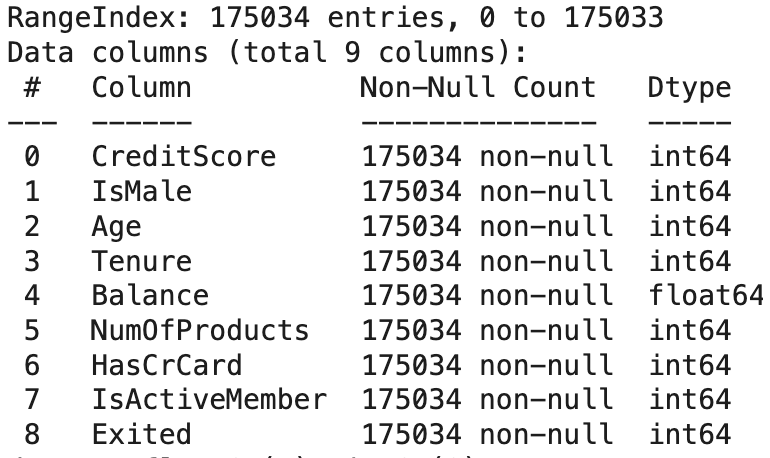 RangeIndex: 175034 entries, 0 to 175033
Data columns (total 9 columns):
 #   Column           Non-Null Count   Dtype
---  ------           --------------   -----
 0   CreditScore      175034 non-null  int64
 1   IsMale           175034 non-null  int64
 2   Age              175034 non-null  int64
 3   Tenure           175034 non-null  int64
 4   Balance          175034 non-null  float64
 5   NumOfProducts    175034 non-null  int64
 6   HasCrCard        175034 non-null  int64
 7   IsActiveMember   175034 non-null  int64
 8   Exited           175034 non-null  int64